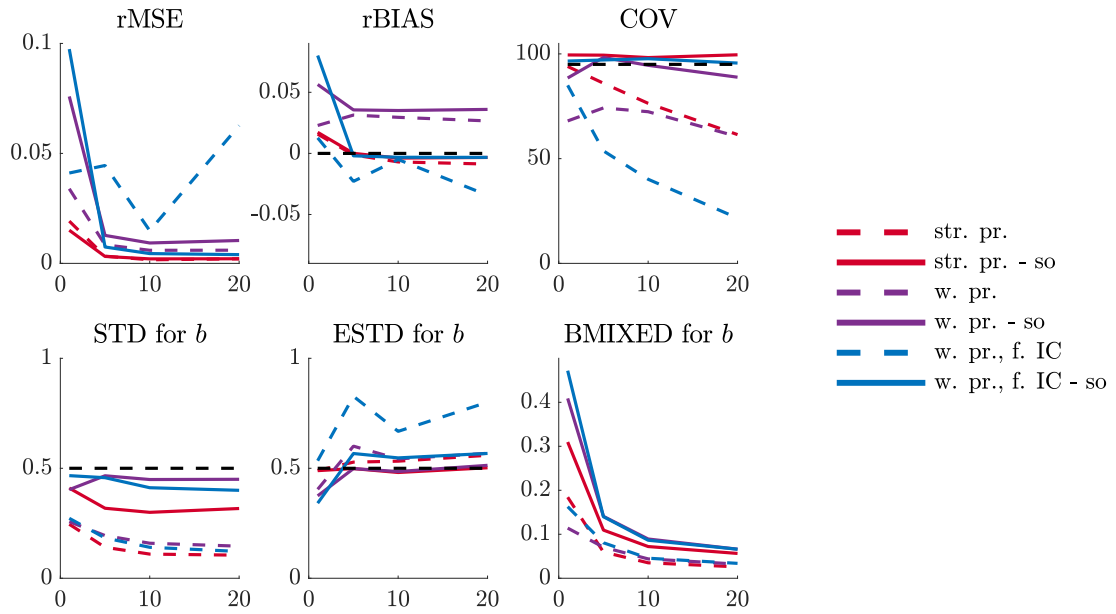 rMSE
0.1
0.05
0
0 10 20
rBIAS
0.05
0
-0.05
0 10 20
COV
100
50
0
0 10 20
STD for b
1
0.5
0
0 10 20
ESTD for b
1
0.5
0
0 10 20
BMIXED for b
0.4
0.3
0.2
0.1
0
0 10 20
str. pr.
str. pr. - so
w. pr.
w. pr. - so
w. pr., f. IC
w. pr., f. IC - so